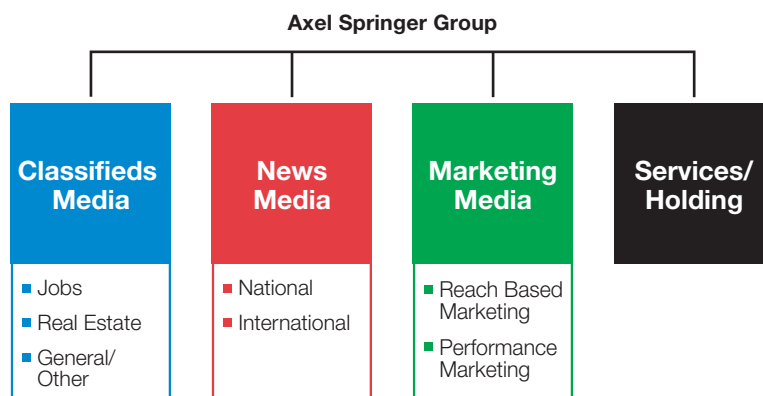 Axel Springer Group
Classifieds
Media
Jobs
Real Estate
General/
Other
News
Media
National
International
Marketing
Media
Reach Based
Marketing
Performance
Marketing
Services/
Holding